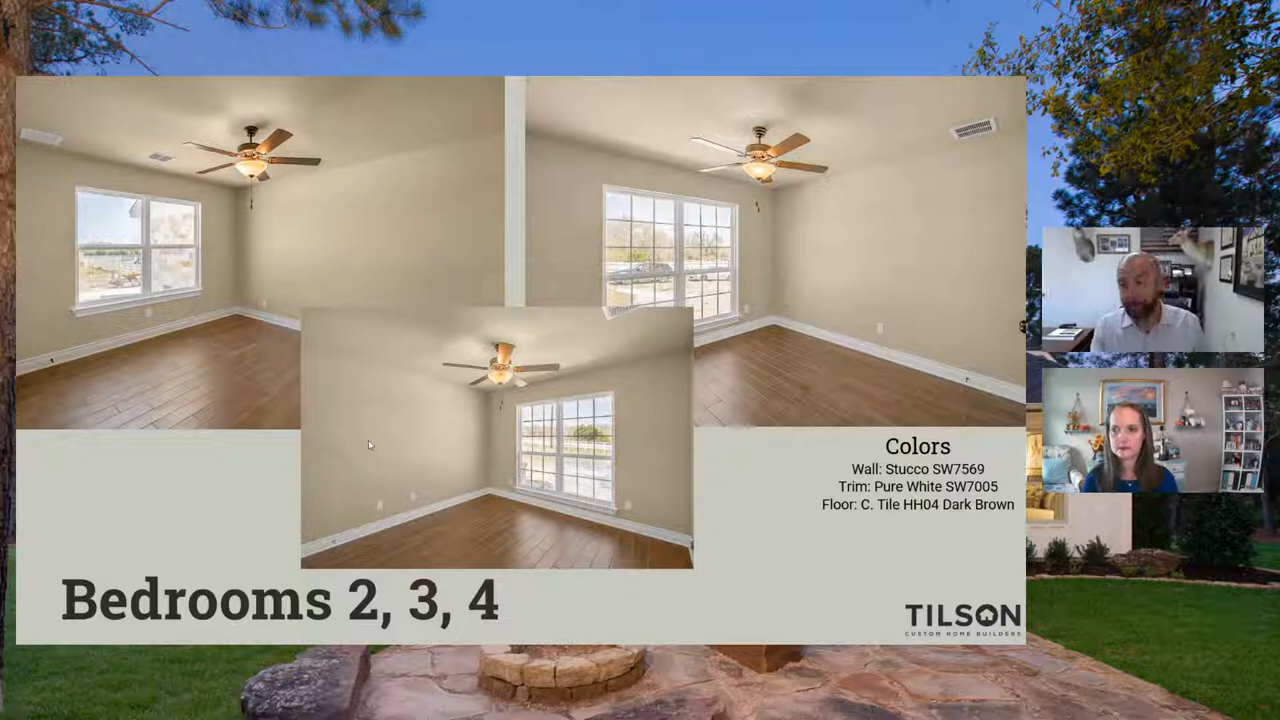 Colors
Wall: Stucco SW7569
Trim: Pure White SW7005
Floor: C. Tile HH04 Dark Brown
Bedrooms 2, 3, 4
TILSON
CUSTOM HOME BUILDERS